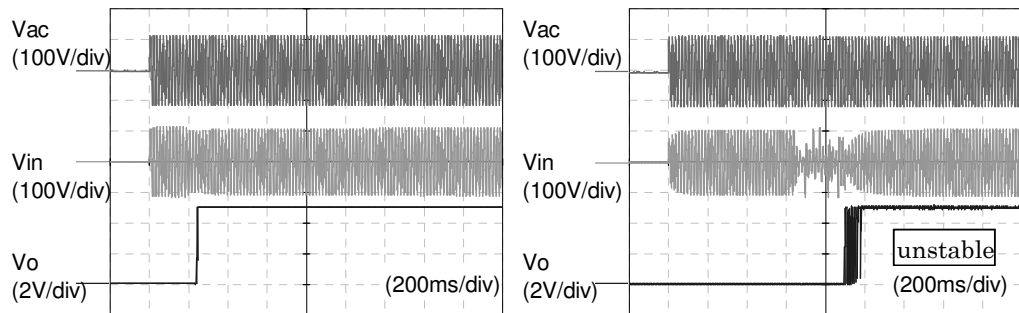 Vac
(100V/div)
Vin
(100V/div)
Vo
(2V/div)
(200ms/div)
Vac
(100V/div)
Vin
(100V/div)
Vo
(2V/div)
unstable
(200ms/div)